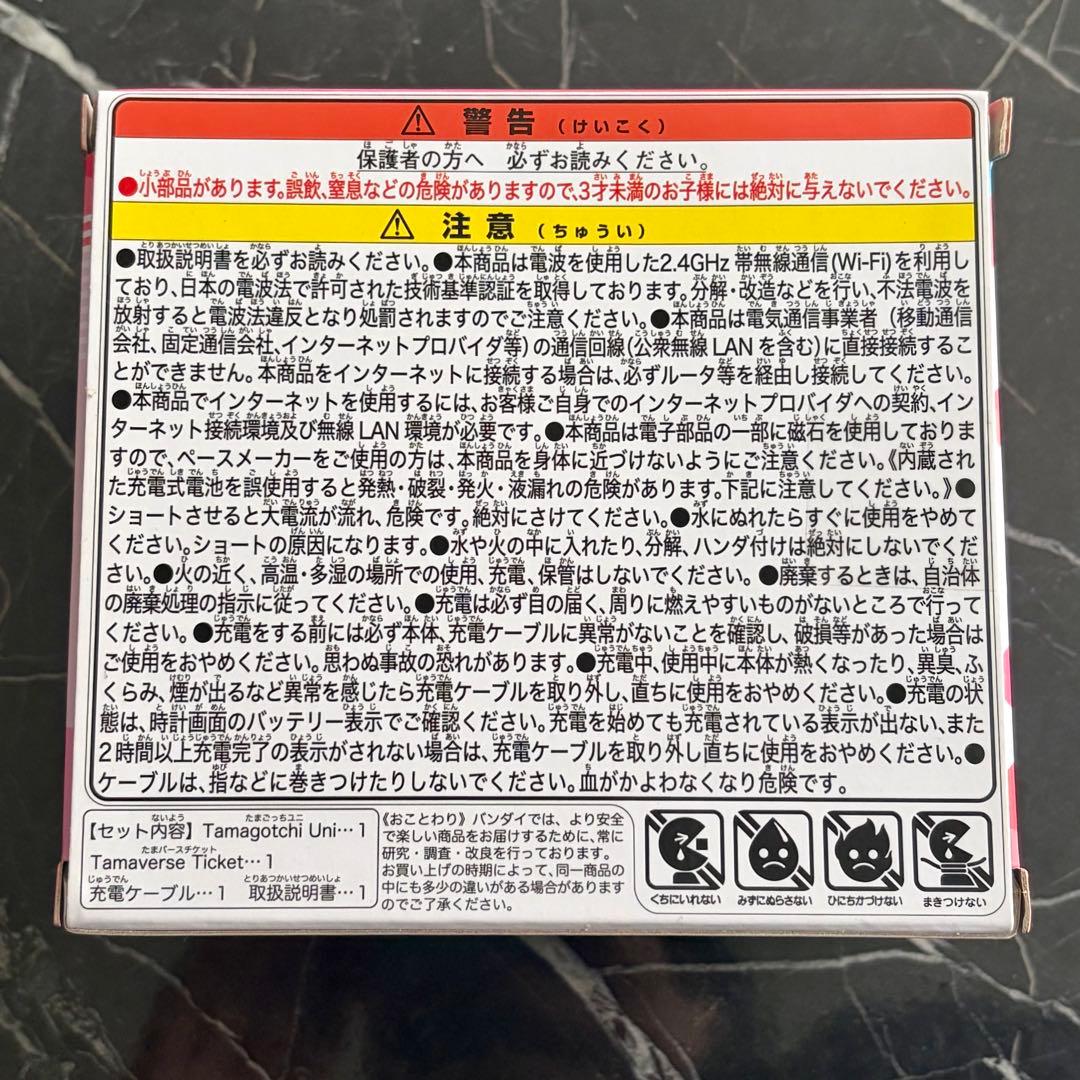 ⚠ 警告（けいこく）
保護者の方へ 必ずお読みください。
●小部品があります。誤飲、窒息などの危険がありますので、3才未満のお子様には絶対に与えないでください。
⚠ 注意（ちゅうい）
●取扱説明書を必ずお読みください。●本商品は電波を使用した2.4GHz 帯無線通信(Wi-Fi)を利用し
ており、日本の電波法で許可された技術基準認証を取得しております。分解・改造などを行い、不法電波を
放射すると電波法違反となり処罰されますのでご注意ください。●本商品は電気通信事業者（移動通信
会社、固定通信会社、インターネットプロバイダ等）の通信回線(公衆無線 LANを含む)に直接接続するこ
とができません。本商品をインターネットに接続する場合は、必ずルータ等を経由し接続してください。
●本商品でインターネットを使用するには、お客様ご自身でのインターネットプロバイダへの契約、イン
ターネット接続環境及び無線 LAN 環境が必要です。●本商品は電子部品の一部に磁石を使用しておりま
すので、ペースメーカーをご使用の方は、本商品を身体に近づけないようにご注意ください。《内蔵され
た充電式電池を誤使用すると発熱・破裂・発火・液漏れの危険があります。下記に注意してください。》●
ショートさせると大電流が流れ、危険です。絶対にさけてください。●水にぬれたらすぐに使用をやめて
ください。ショートの原因になります。●水や火の中に入れたり、分解、ハンダ付けは絶対にしないでくだ
さい。●火の近く、高温・多湿の場所での使用、充電、保管はしないでください。●廃棄するときは、自治体
の廃棄処理の指示に従ってください。●充電は必ず目の届く、周りに燃えやすいものがないところで行って
ください。●充電をする前には必ず本体、充電ケーブルに異常がないことを確認し、破損等があった場合は
ご使用をおやめください。思わぬ事故の恐れがあります。●充電中、使用中に本体が熱くなったり、異臭、ふ
くらみ、煙が出るなど異常を感じたら充電ケーブルを取り外し、直ちに使用をおやめください。●充電の状
態は、時計画面のバッテリー表示でご確認ください。充電を始めても充電されている表示が出ない、また
2時間以上充電完了の表示がされない場合は、充電ケーブルを取り外し直ちに使用をおやめください。●
ケーブルは、指などに巻きつけたりしないでください。血がかよわなくなり危険です。
【セット内容】Tamagotchi Uni…1
Tamaverse Ticket…1
充電ケーブル…1 取扱説明書…1
《おことわり》バンダイでは、より安全
で楽しい商品をお届けするために、常に
研究・調査・改良を行っております。
お買い上げの時期によって、同一商品の
中にも多少の違いがある場合があります
のでご了承ください。
くちにいれない みずにぬらさない ひにちかづけない まきつけない